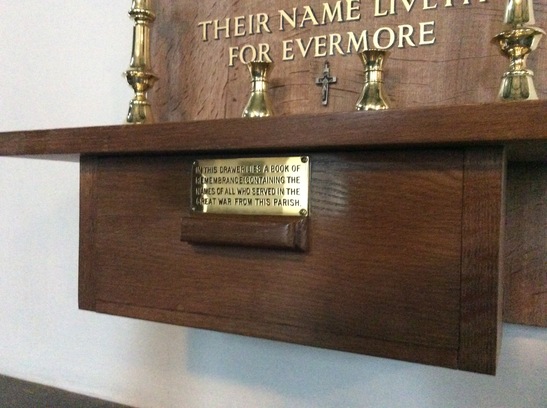 THEIR NAME LIVETH
FOR EVERMORE
IN THIS DRAWER LIES A BOOK OF
REMEMBRANCE CONTAINING THE
NAMES OF ALL WHO SERVED IN THE
GREAT WAR FROM THIS PARISH.